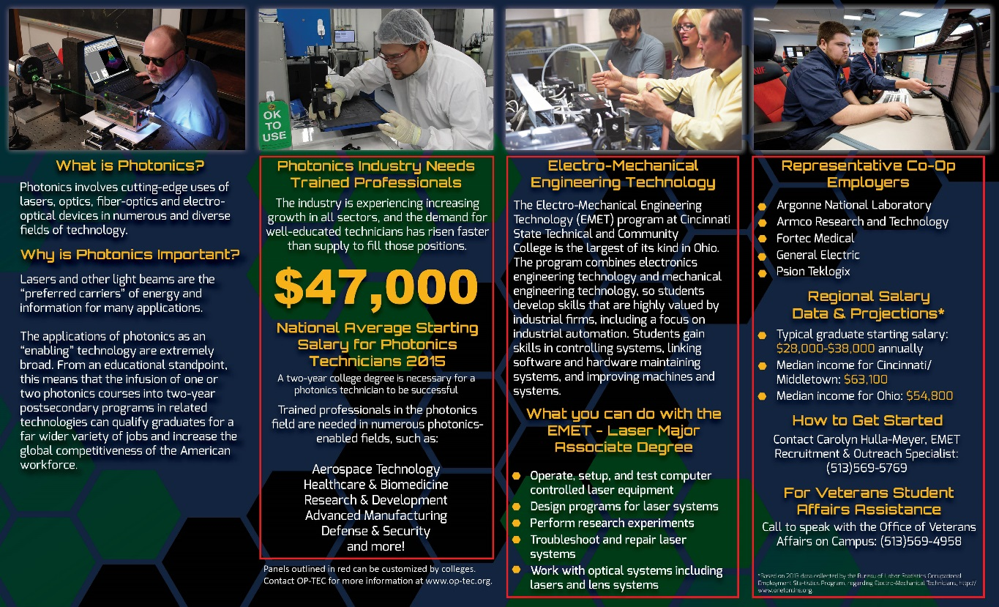 OK
TO
USE
What is Photonics?
Photonics involves cutting-edge uses of
lasers, optics, fiber-optics and electro-
optical devices in numerous and diverse
fields of technology.
Why is Photonics Important?
Lasers and other light beams are the
“preferred carriers” of energy and
information for many applications.
The applications of photonics as an
“enabling” technology are extremely
broad. From an educational standpoint,
this means that the infusion of one or
two photonics courses into two-year
postsecondary programs in related
technologies can qualify graduates for a
far wider variety of jobs and increase the
global competitiveness of the American
workforce.
Photonics Industry Needs
Trained Professionals
The industry is experiencing increasing
growth in all sectors, and the demand for
well-educated technicians has risen faster
than supply to fill those positions.
$47,000
National Average Starting
Salary for Photonics
Technicians 2015
A two-year college degree is necessary for a
photonics technician to be successful
Trained professionals in the photonics
field are needed in numerous photonics-
enabled fields, such as:
Aerospace Technology
Healthcare & Biomedicine
Research & Development
Advanced Manufacturing
Defense & Security
and more!
Panels outlined in red can be customized by colleges.
Contact OP-TEC for more information at www.op-tec.org.
Electro-Mechanical
Engineering Technology
The Electro-Mechanical Engineering
Technology (EMET) program at Cincinnati
State Technical and Community
College is the largest of its kind in Ohio.
The program combines electronics
engineering technology and mechanical
engineering technology, so students
develop skills that are highly valued by
industrial firms, including a focus on
industrial automation. Students gain
skills in controlling systems, linking
software and hardware maintaining
systems, and improving machines and
systems.
What you can do with the
EMET - Laser Major
Associate Degree
Operate, setup, and test computer
controlled laser equipment
Design programs for laser systems
Perform research experiments
Troubleshoot and repair laser
systems
Work with optical systems including
lasers and lens systems
Representative Co-Op
Employers
Argonne National Laboratory
Armco Research and Technology
Fortec Medical
General Electric
Psion Teklogix
Regional Salary
Data & Projections*
Typical graduate starting salary:
$28,000-$38,000 annually
Median income for Cincinnati/
Middletown: $63,100
Median income for Ohio: $54,800
How to Get Started
Contact Carolyn Hulla-Meyer, EMET
Recruitment & Outreach Specialist:
(513)569-5769
For Veterans Student
Affairs Assistance
Call to speak with the Office of Veterans
Affairs on Campus: (513)569-4958
*Based on 2013 data collected by the Bureau of Labor Statistics Occupational
Employment Sta-tistics Program, regarding Electro-Mechanical Technicians, http://
www.onetonline.org.